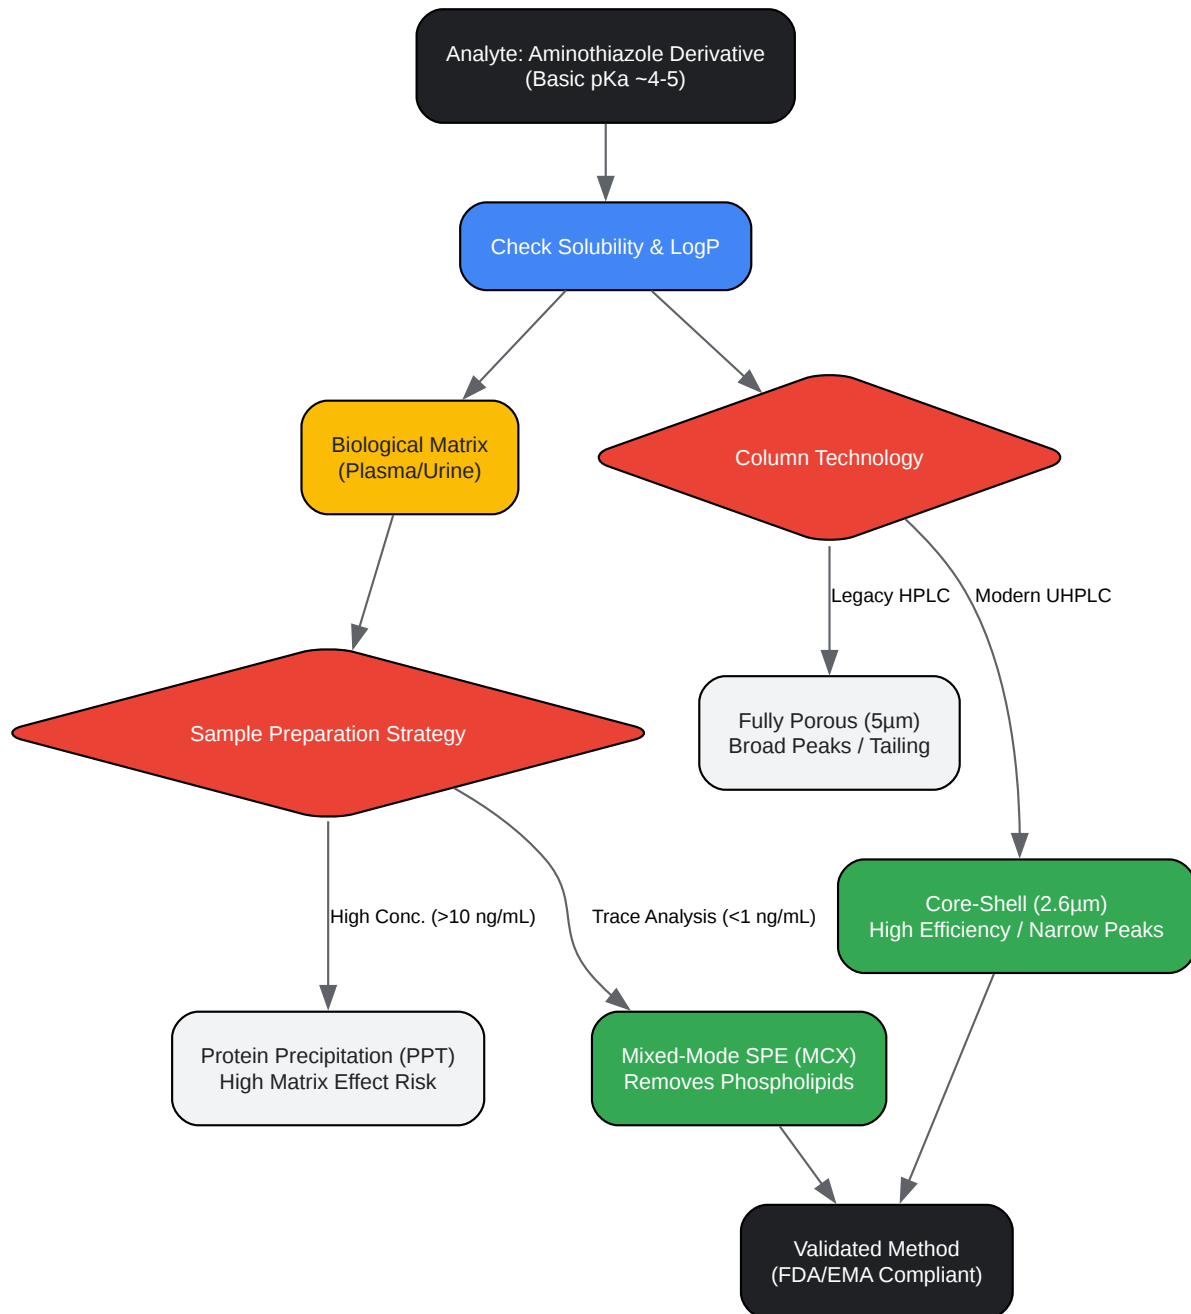 Analyte: Aminothiazole Derivative
(Basic pKa ~4-5)
Check Solubility & LogP
Biological Matrix
(Plasma/Urine)
Column Technology
Legacy HPLC
Modern UHPLC
Sample Preparation Strategy
Fully Porous (5µm)
Broad Peaks / Tailing
High Conc. (>10 ng/mL)
Trace Analysis (<1 ng/mL)
Core-Shell (2.6µm)
High Efficiency / Narrow Peaks
Protein Precipitation (PPT)
High Matrix Effect Risk
Mixed-Mode SPE (MCX)
Removes Phospholipids
Validated Method
(FDA/EMA Compliant)